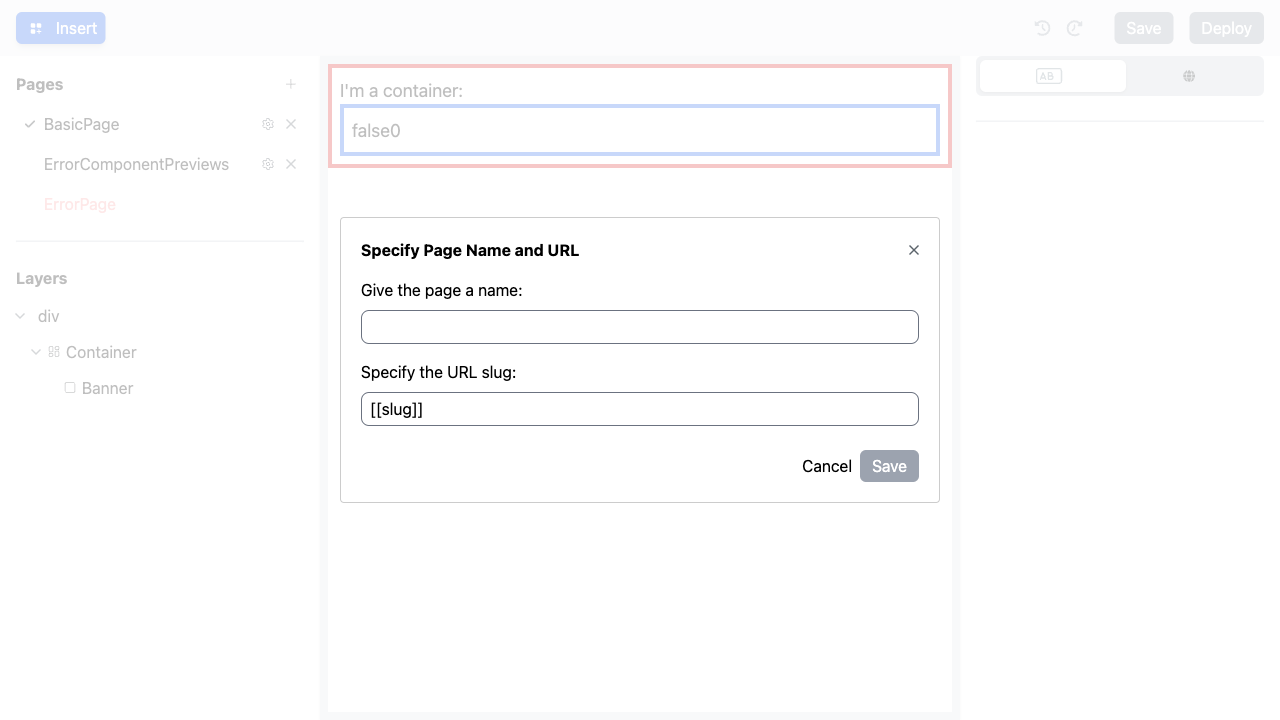 Insert
Save
Deploy
Pages
BasicPage
ErrorComponentPreviews
ErrorPage
Layers
div
Container
Banner
I'm a container:
false0
AB
Specify Page Name and URL
Give the page a name:
Specify the URL slug:
[[slug]]
Cancel
Save